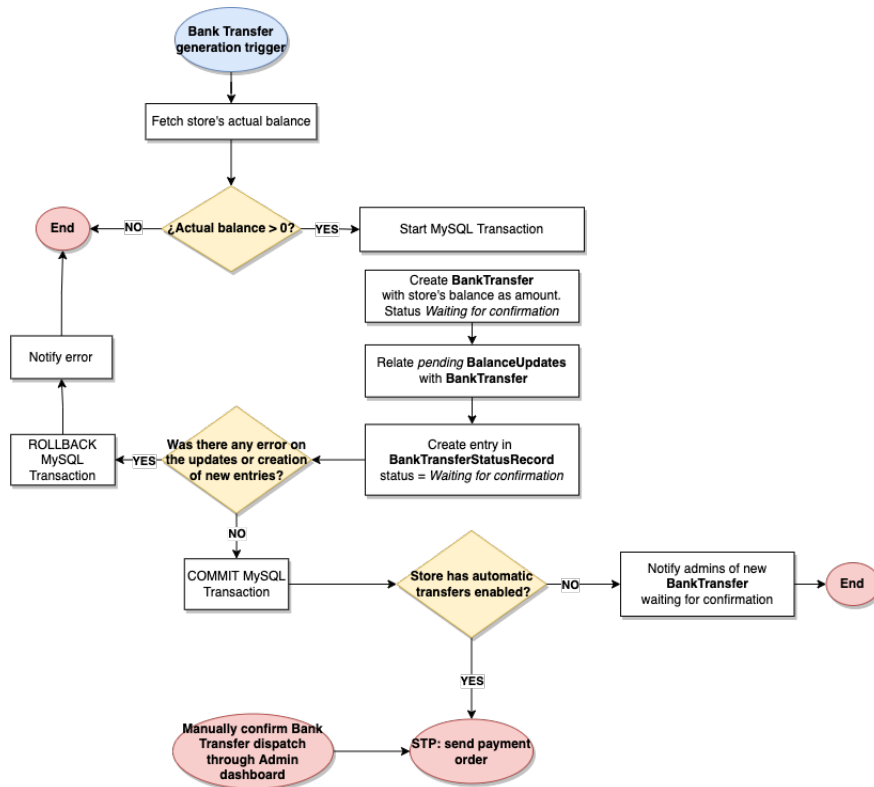 Bank Transfer
generation trigger
Fetch store's actual balance
¿Actual balance > 0?
NO
End
YES
Start MySQL Transaction
Create BankTransfer
with store's balance as amount.
Status Waiting for confirmation
Relate pending BalanceUpdates
with BankTransfer
Create entry in
BankTransferStatusRecord
status = Waiting for confirmation
Was there any error on
the updates or creation
of new entries?
YES
ROLLBACK
MySQL
Transaction
Notify error
NO
COMMIT MySQL
Transaction
Store has automatic
transfers enabled?
NO
Notify admins of new
BankTransfer
waiting for confirmation
End
YES
Manually confirm Bank
Transfer dispatch
through Admin
dashboard
STP: send payment
order